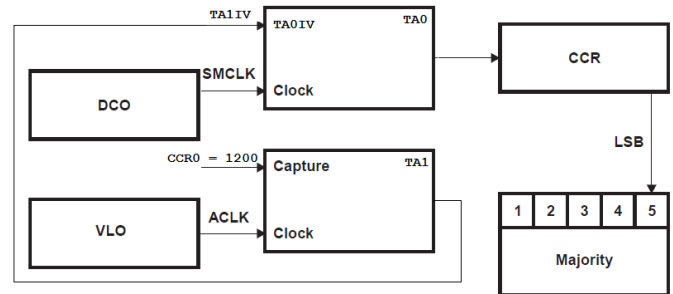 TA1IV
TA0IV
TA0
SMCLK
DCO
Clock
CCR
LSB
CCR0 = 1200
Capture
TA1
VLO
ACLK
Clock
1 2 3 4 5
Majority